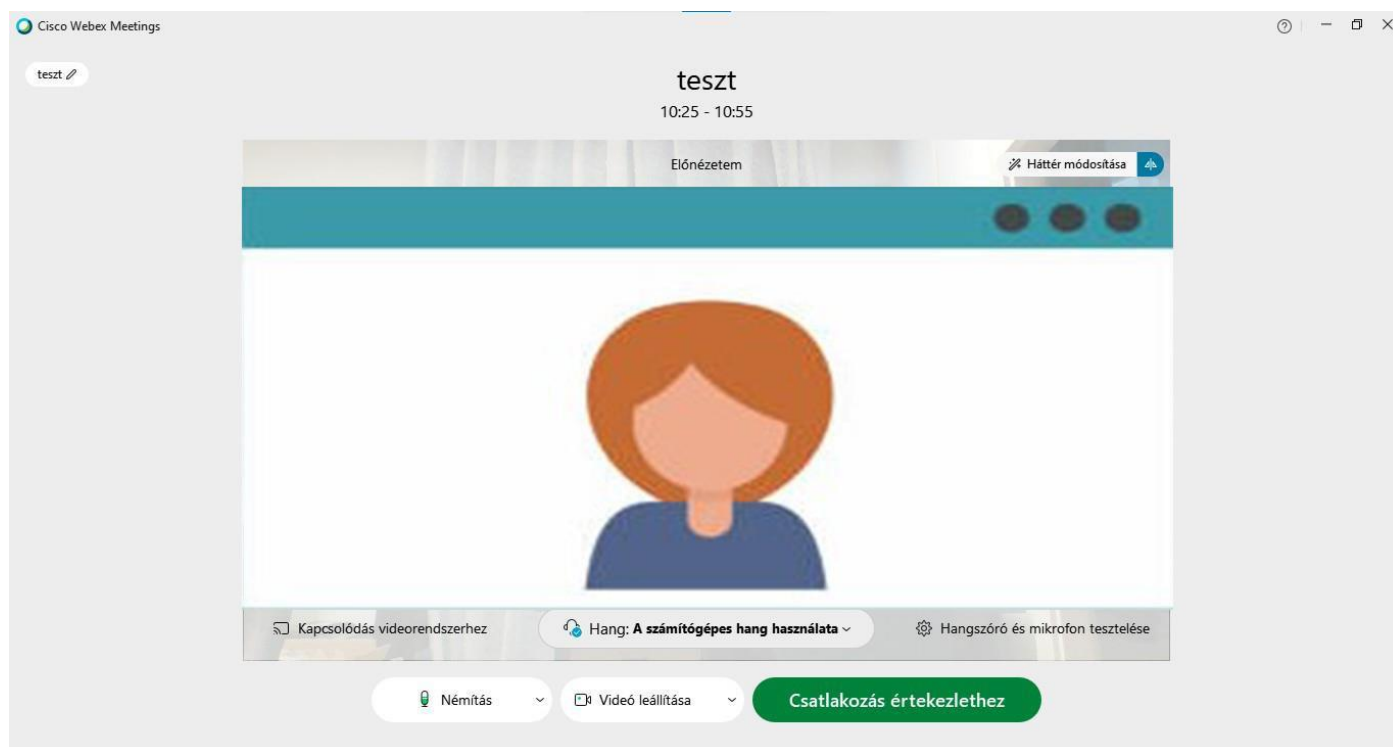 Cisco Webex Meetings
teszt
teszt
10:25 - 10:55
Előnézetem
Háttér módosítása
Kapcsolódás videorendszerhez
Hang: A számítógépes hang használata
Hangszóró és mikrofon tesztelése
Némítás
Videó leállítása
Csatlakozás értekezlethez